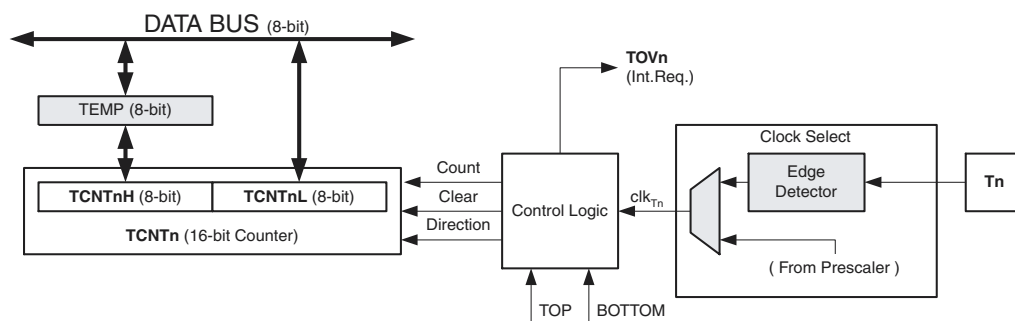 DATA BUS (8-bit)
TOVn
(Int.Req.)
TEMP (8-bit)
Clock Select
Count
Edge
Detector
Tn
TCNTnH (8-bit)
TCNTnL (8-bit)
Clear
Control Logic
clkTn
TCNTn (16-bit Counter)
Direction
( From Prescaler )
TOP
BOTTOM